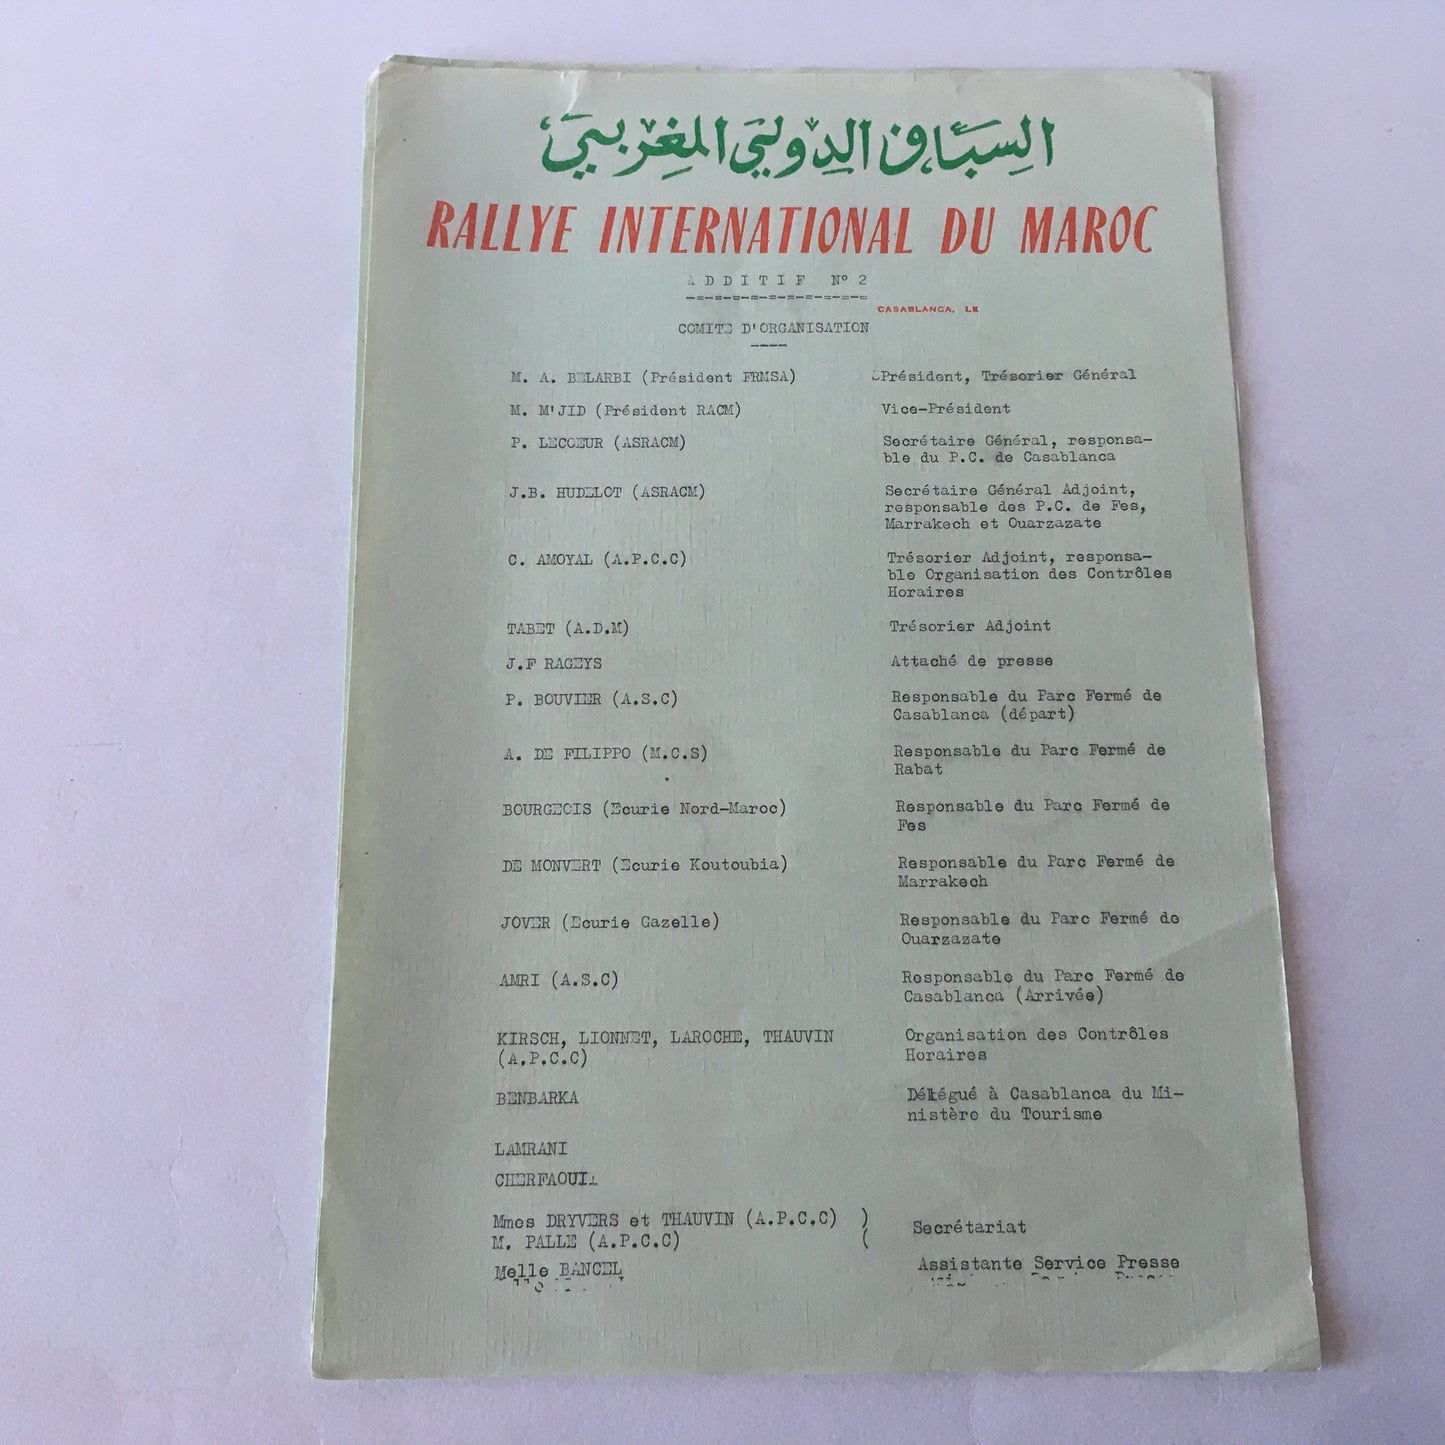 السباق الدولي المغربي
RALLYE INTERNATIONAL DU MAROC
ADDITIF N° 2
CASABLANCA, LE
COMITE D'ORGANISATION
M. A. BELARBI (Président FRMSA) Président, Trésorier Général
M. M'JID (Président RACM) Vice-Président
P. LECOEUR (ASRACM) Secrétaire Général, responsa-
ble du P.C. de Casablanca
J.B. HUDELOT (ASRACM) Secrétaire Général Adjoint,
responsable des P.C. de Fes,
Marrakech et Ouarzazate
C. AMOYAL (A.P.C.C) Trésorier Adjoint, responsa-
ble Organisation des Contrôles
Horaires
TABET (A.D.M) Trésorier Adjoint
J.F RAGEYS Attaché de presse
P. BOUVIER (A.S.C) Responsable du Parc Fermé de
Casablanca (départ)
A. DE FILIPPO (M.C.S) Responsable du Parc Fermé de
Rabat
BOURGEOIS (Ecurie Nord-Maroc) Responsable du Parc Fermé de
Fes
DE MONVERT (Ecurie Koutoubia) Responsable du Parc Fermé de
Marrakech
JOVER (Ecurie Gazelle) Responsable du Parc Fermé de
Ouarzazate
AMRI (A.S.C) Responsable du Parc Fermé de
Casablanca (Arrivée)
KIRSCH, LIONNET, LAROCHE, THAUVIN Organisation des Contrôles
(A.P.C.C) Horaires
BENBARKA Délégué à Casablanca du Mi-
nistère du Tourisme
LAMRANI
CHERFAOUI
Mmes DRYVERS et THAUVIN (A.P.C.C) )
M. PALLE (A.P.C.C) ( Secrétariat
Melle BANCEL Assistante Service Presse